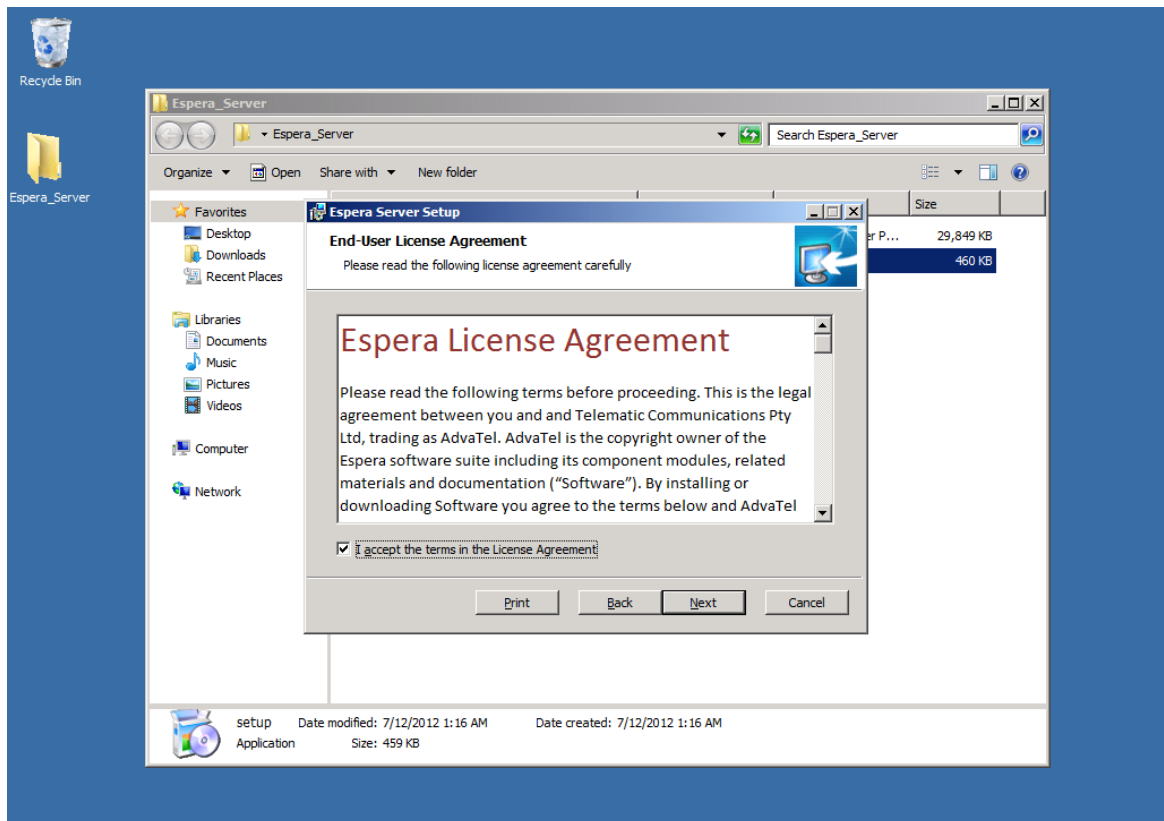 Recycle Bin
Espera_Server
Espera_Server
Espera_Server
Search Espera_Server
Organize
Open
Share with
New folder
Size
Favorites
Desktop
Downloads
Recent Places
Libraries
Documents
Music
Pictures
Videos
Computer
Network
er P...
29,849 KB
460 KB
Espera Server Setup
End-User License Agreement
Please read the following license agreement carefully
Espera License Agreement
Please read the following terms before proceeding. This is the legal
agreement between you and and Telematic Communications Pty
Ltd, trading as AdvaTel. AdvaTel is the copyright owner of the
Espera software suite including its component modules, related
materials and documentation (“Software”). By installing or
downloading Software you agree to the terms below and AdvaTel
I accept the terms in the License Agreement
Print
Back
Next
Cancel
setup
Date modified: 7/12/2012 1:16 AM
Date created: 7/12/2012 1:16 AM
Application
Size: 459 KB